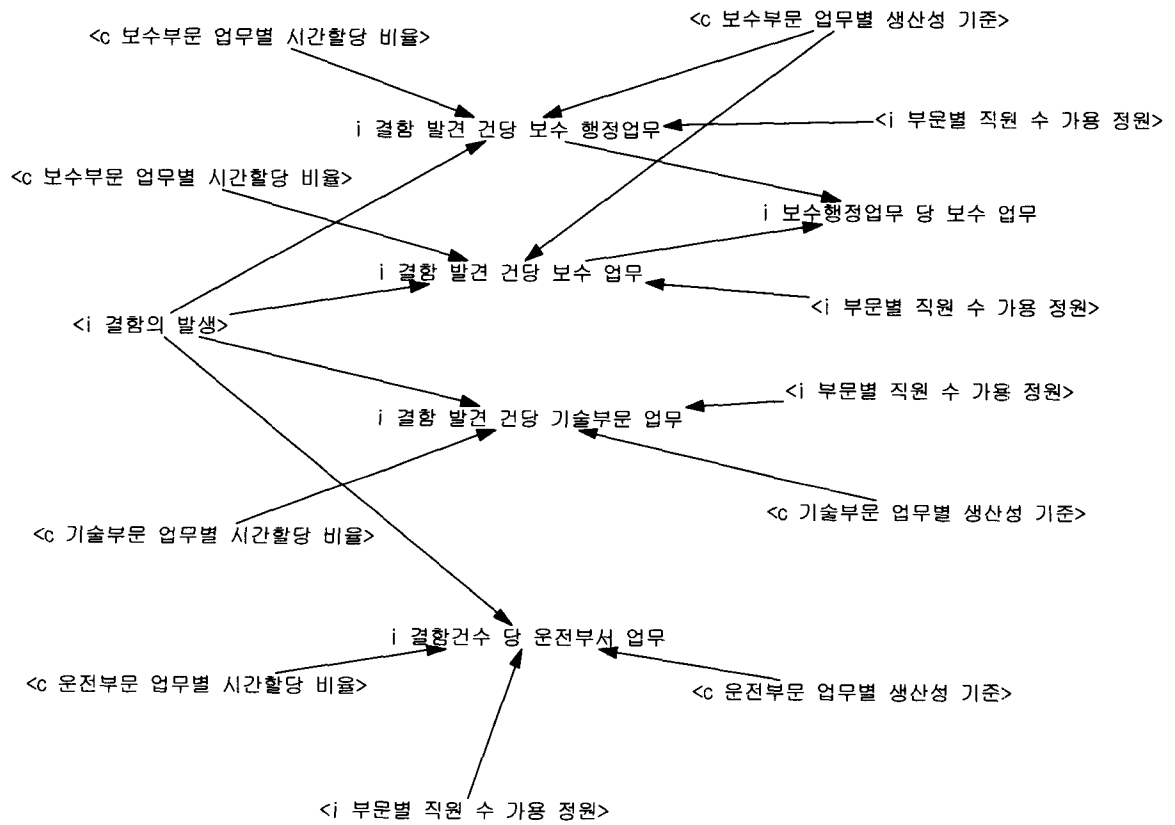 <c 보수부문 업무별 생산성 기준>
<c 보수부문 업무별 시간할당 비율>
i 결함 발견 건당 보수 행정업무
<i 부문별 직원 수 가용 정원>
<c 보수부문 업무별 시간할당 비율>
i 보수행정업무 당 보수 업무
i 결함 발견 건당 보수 업무
<i 부문별 직원 수 가용 정원>
<i 결함의 발생>
<i 부문별 직원 수 가용 정원>
i 결함 발견 건당 기술부문 업무
<c 기술부문 업무별 생산성 기준>
<c 기술부문 업무별 시간할당 비율>
i 결함건수 당 운전부서 업무
<c 운전부문 업무별 시간할당 비율>
<c 운전부문 업무별 생산성 기준>
<i 부문별 직원 수 가용 정원>